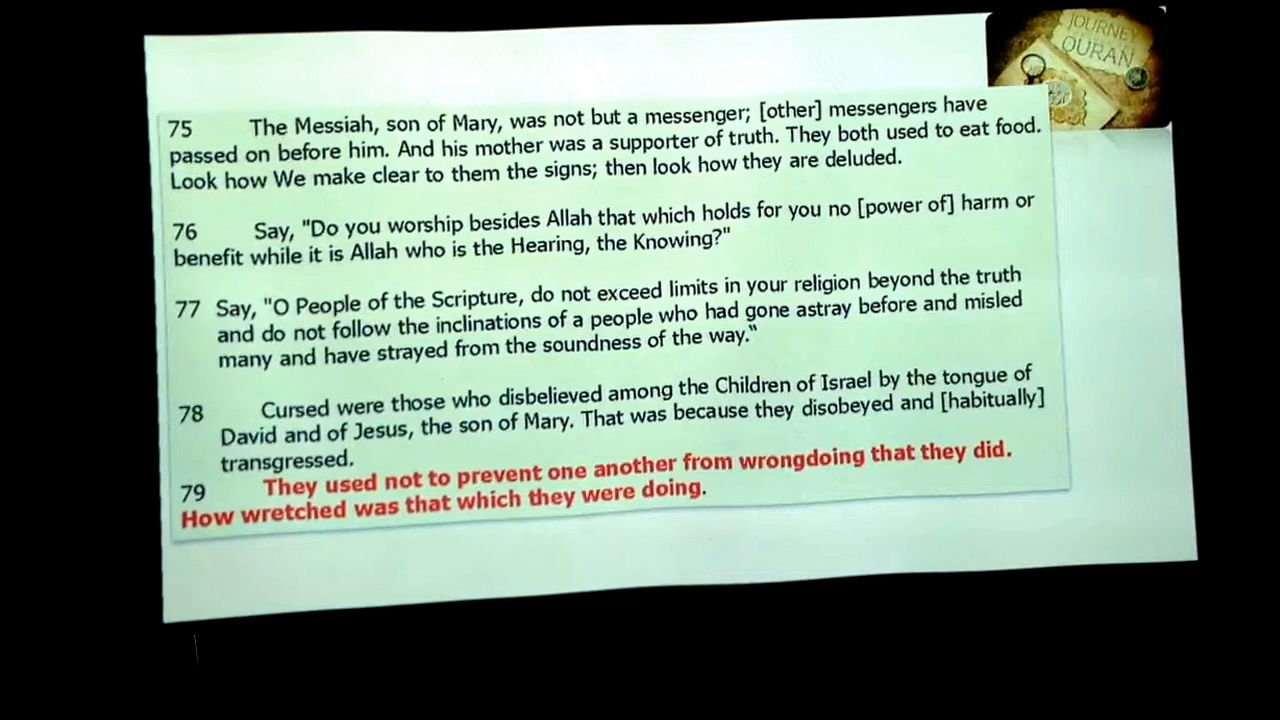 JOURNEY
QURAN
75 The Messiah, son of Mary, was not but a messenger; [other] messengers have
passed on before him. And his mother was a supporter of truth. They both used to eat food.
Look how We make clear to them the signs; then look how they are deluded.
76 Say, "Do you worship besides Allah that which holds for you no [power of] harm or
benefit while it is Allah who is the Hearing, the Knowing?"
77 Say, "O People of the Scripture, do not exceed limits in your religion beyond the truth
and do not follow the inclinations of a people who had gone astray before and misled
many and have strayed from the soundness of the way."
78 Cursed were those who disbelieved among the Children of Israel by the tongue of
David and of Jesus, the son of Mary. That was because they disobeyed and [habitually]
transgressed.
79 They used not to prevent one another from wrongdoing that they did.
How wretched was that which they were doing.